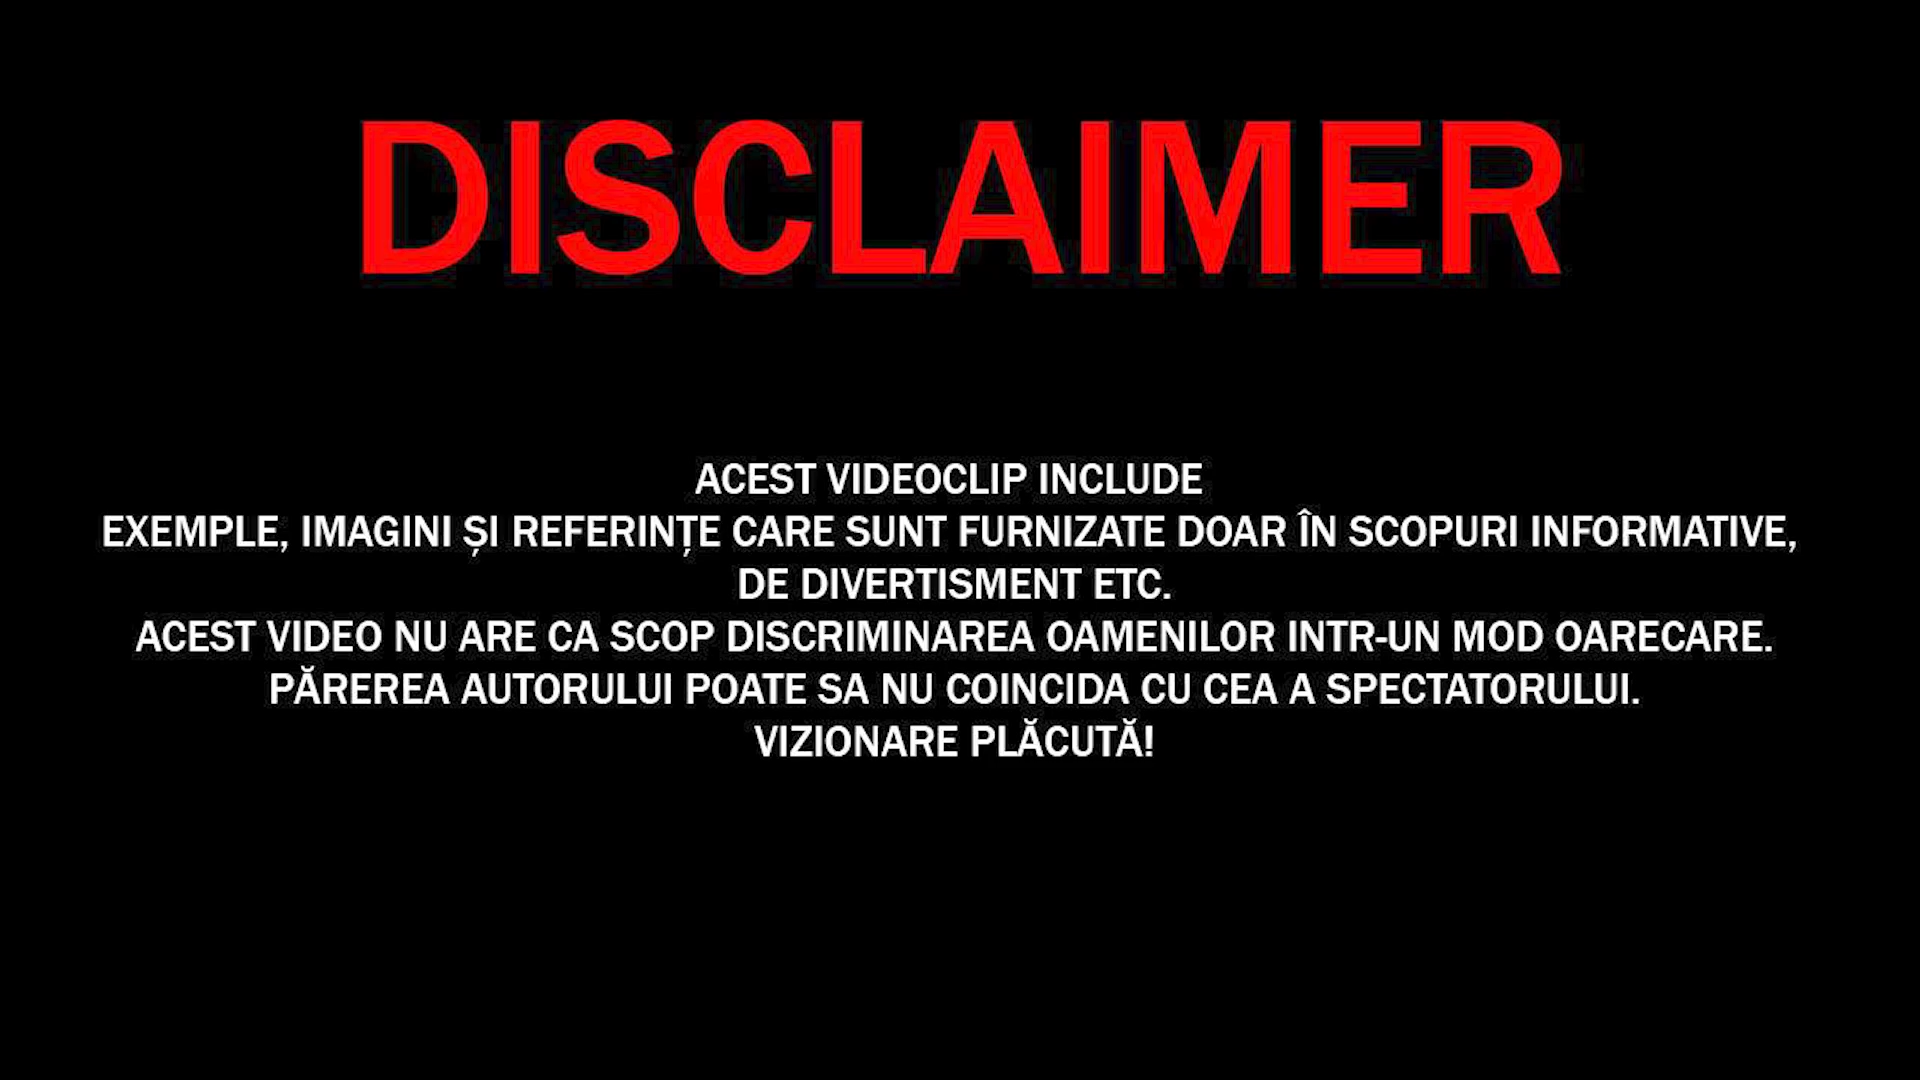 DISCLAIMER
ACEST VIDEOCLIP INCLUDE
EXEMPLE, IMAGINI ȘI REFERINȚE CARE SUNT FURNIZATE DOAR ÎN SCOPURI INFORMATIVE,
DE DIVERTISMENT ETC.
ACEST VIDEO NU ARE CA SCOP DISCRIMINAREA OAMENILOR INTR-UN MOD OARECARE.
PĂREREA AUTORULUI POATE SA NU COINCIDA CU CEA A SPECTATORULUI.
VIZIONARE PLĂCUTĂ!